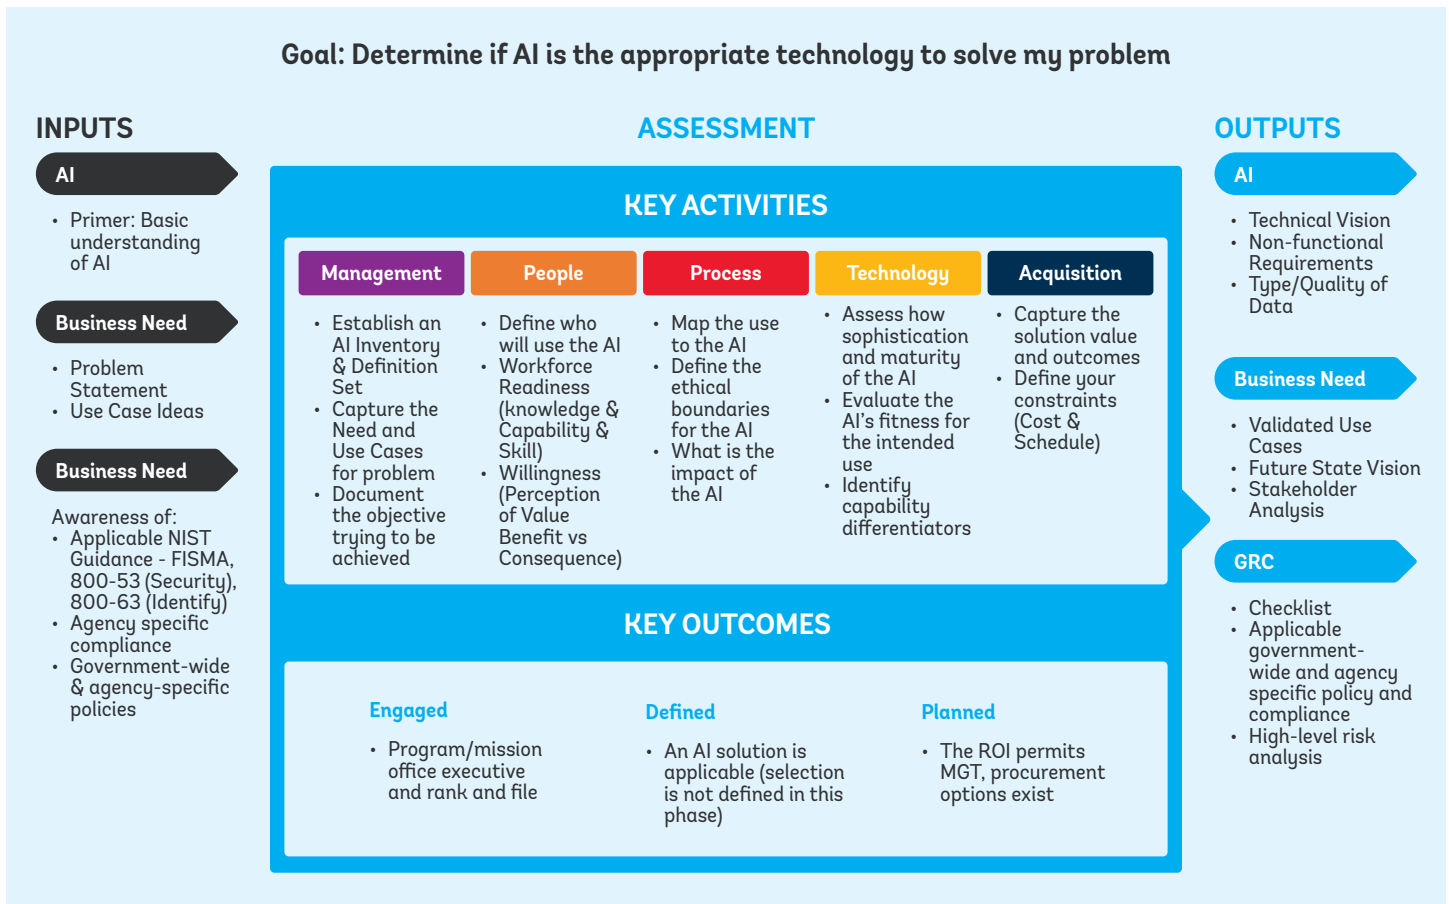 Goal: Determine if AI is the appropriate technology to solve my problem
INPUTS
AI
• Primer: Basic
understanding
of AI
Business Need
• Problem
Statement
• Use Case Ideas
Business Need
Awareness of:
• Applicable NIST
Guidance - FISMA,
800-53 (Security),
800-63 (Identify)
• Agency specific
compliance
• Government-wide
& agency-specific
policies
ASSESSMENT
KEY ACTIVITIES
Management
• Establish an
AI Inventory
& Definition
Set
• Capture the
Need and
Use Cases
for problem
• Document
the objective
trying to be
achieved
People
• Define who
will use the AI
• Workforce
Readiness
(knowledge &
Capability &
Skill)
• Willingness
(Perception
of Value
Benefit vs
Consequence)
Process
• Map the use
to the AI
• Define the
ethical
boundaries
for the AI
• What is the
impact of
the AI
Technology
• Assess how
sophistication
and maturity
of the AI
• Evaluate the
AI's fitness for
the intended
use
• Identify
capability
differentiators
Acquisition
• Capture the
solution value
and outcomes
• Define your
constraints
(Cost &
Schedule)
KEY OUTCOMES
Engaged
• Program/mission
office executive
and rank and file
Defined
• An AI solution is
applicable (selection
is not defined in this
phase)
Planned
• The ROI permits
MGT, procurement
options exist
OUTPUTS
AI
• Technical Vision
• Non-functional
Requirements
• Type/Quality of
Data
Business Need
• Validated Use
Cases
• Future State Vision
• Stakeholder
Analysis
GRC
• Checklist
• Applicable
government-
wide and agency
specific policy and
compliance
• High-level risk
analysis